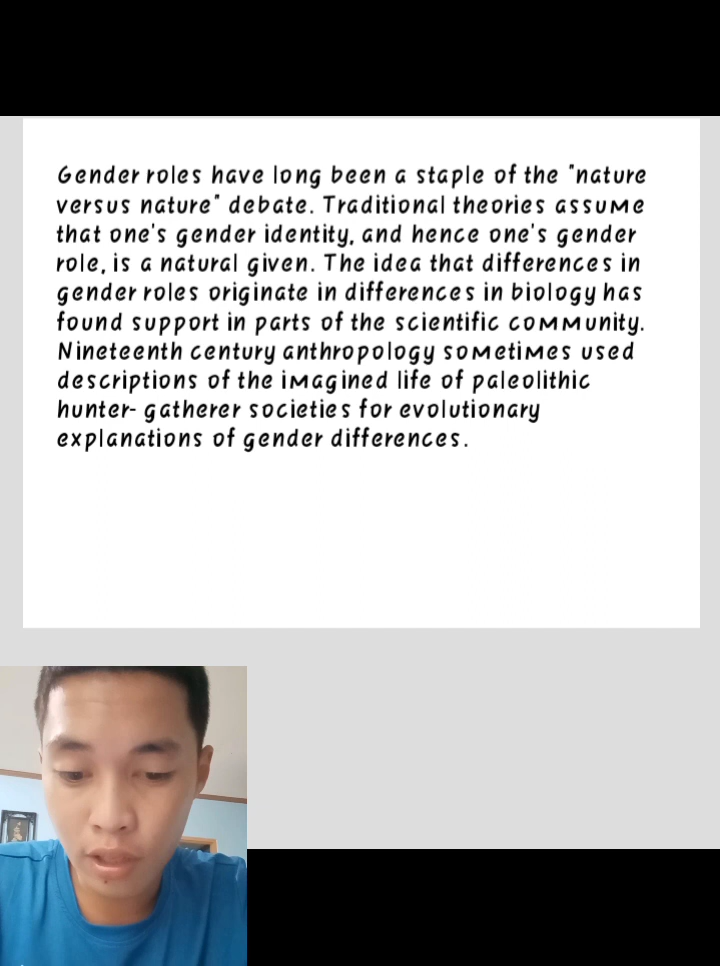 Gender roles have long been a staple of the "nature
versus nature" debate. Traditional theories assume
that one's gender identity, and hence one's gender
role, is a natural given. The idea that differences in
gender roles originate in differences in biology has
found support in parts of the scientific community.
Nineteenth century anthropology sometimes used
descriptions of the imagined life of paleolithic
hunter- gatherer societies for evolutionary
explanations of gender differences.